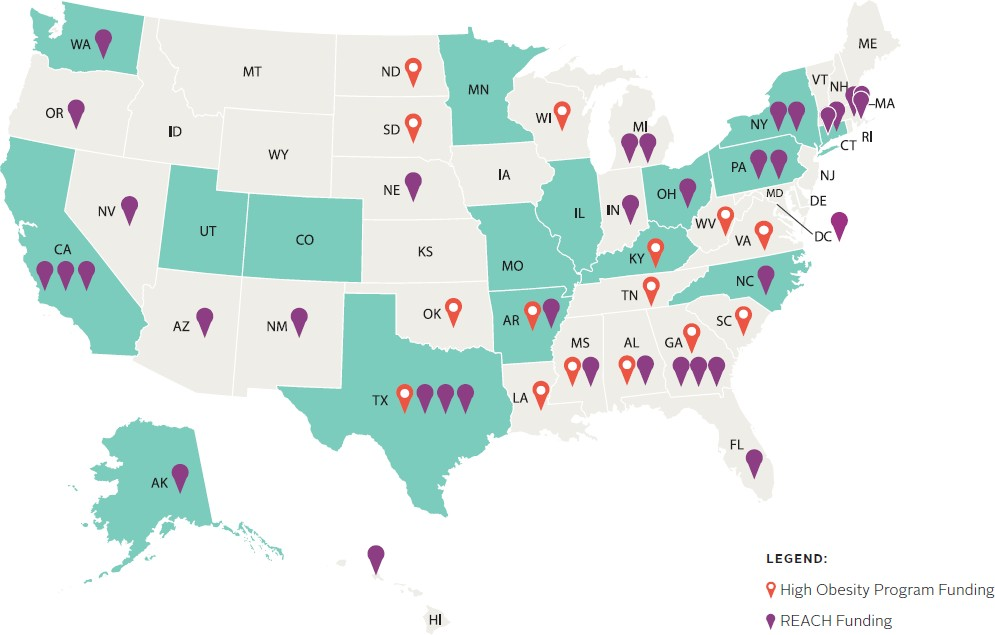 WA
MT
ND
MN
ME
VT
NH
OR
ID
SD
WI
MI
NY
MA
CT
RI
WY
NE
IA
PA
NJ
NV
UT
CO
KS
MO
IL
IN
OH
WV
VA
MD
DE
DC
CA
KY
NC
TN
AZ
NM
OK
AR
SC
MS
AL
GA
TX
LA
FL
AK
HI
LEGEND:
High Obesity Program Funding
REACH Funding